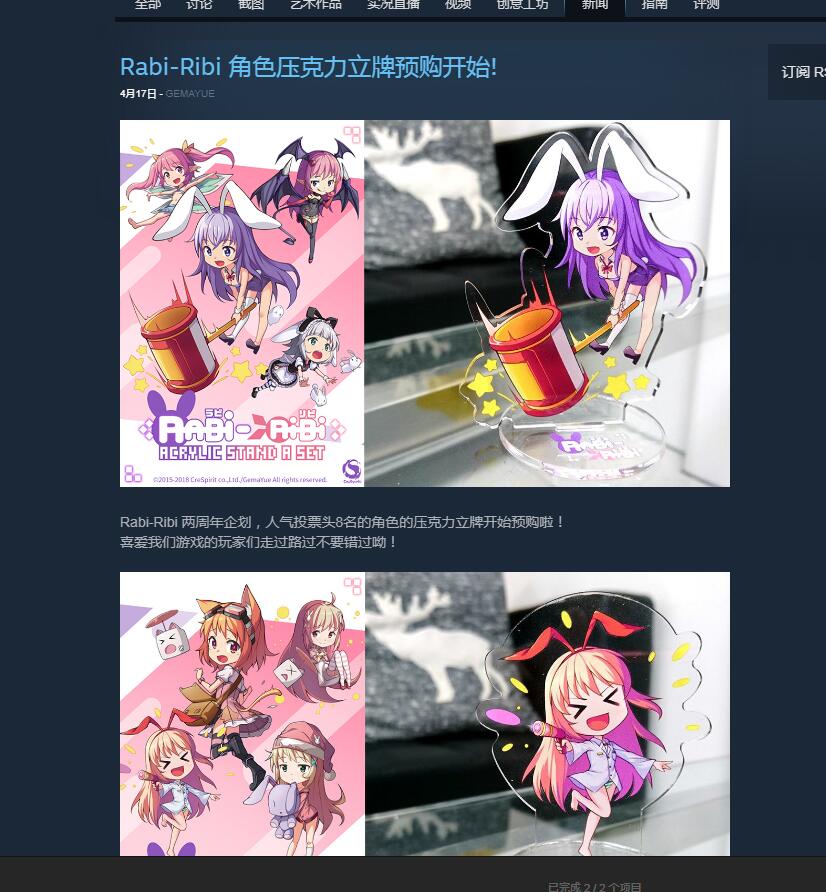 全部 讨论 截图 艺术作品 实况直播 视频 创意工坊 新闻 指南 评测
Rabi-Ribi 角色压克力立牌预购开始!
订阅 RS
4月17日 - GEMAYUE
ラビ リビ
RABi-RiBi
ACRYLIC STAND A SET
©2015-2018 CreSpirit co.,Ltd./GemaYue All rights reserved.
CreSpirit
RABi-RiBi
Rabi-Ribi 两周年企划，人气投票头8名的角色的压克力立牌开始预购啦！
喜爱我们游戏的玩家们走过路过不要错过呦！
已完成 2 / 2 个项目